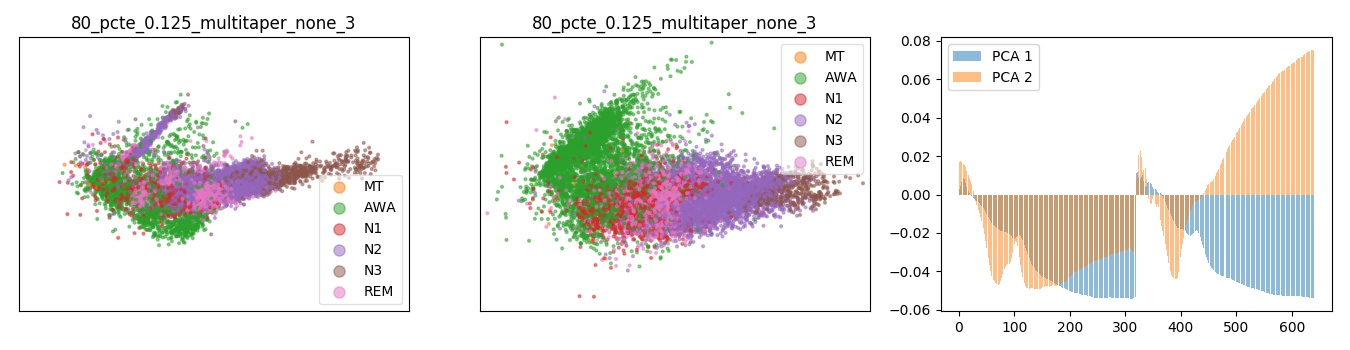 80_pcte_0.125_multitaper_none_3
MT
AWA
N1
N2
N3
REM
80_pcte_0.125_multitaper_none_3
MT
AWA
N1
N2
N3
REM
PCA 1
PCA 2
0.08
0.06
0.04
0.02
0.00
−0.02
−0.04
−0.06
0 100 200 300 400 500 600